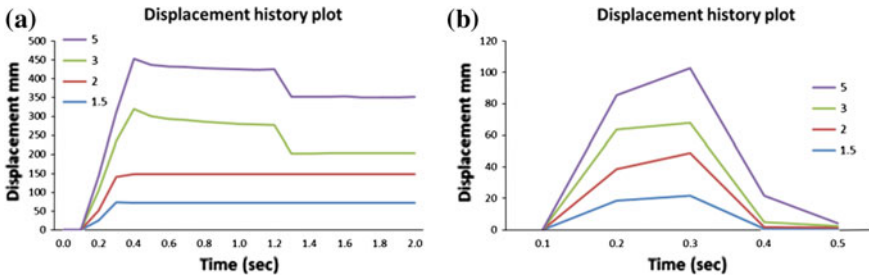 (a)
Displacement history plot
Displacement mm
500
450
400
350
300
250
200
150
100
50
0
5
3
2
1.5
0.0 0.2 0.4 0.6 0.8 1.0 1.2 1.4 1.6 1.8 2.0
Time (sec)
(b)
Displacement history plot
Displacement mm
120
100
80
60
40
20
0
5
3
2
1.5
0.1 0.2 0.3 0.4 0.5
Time (sec)